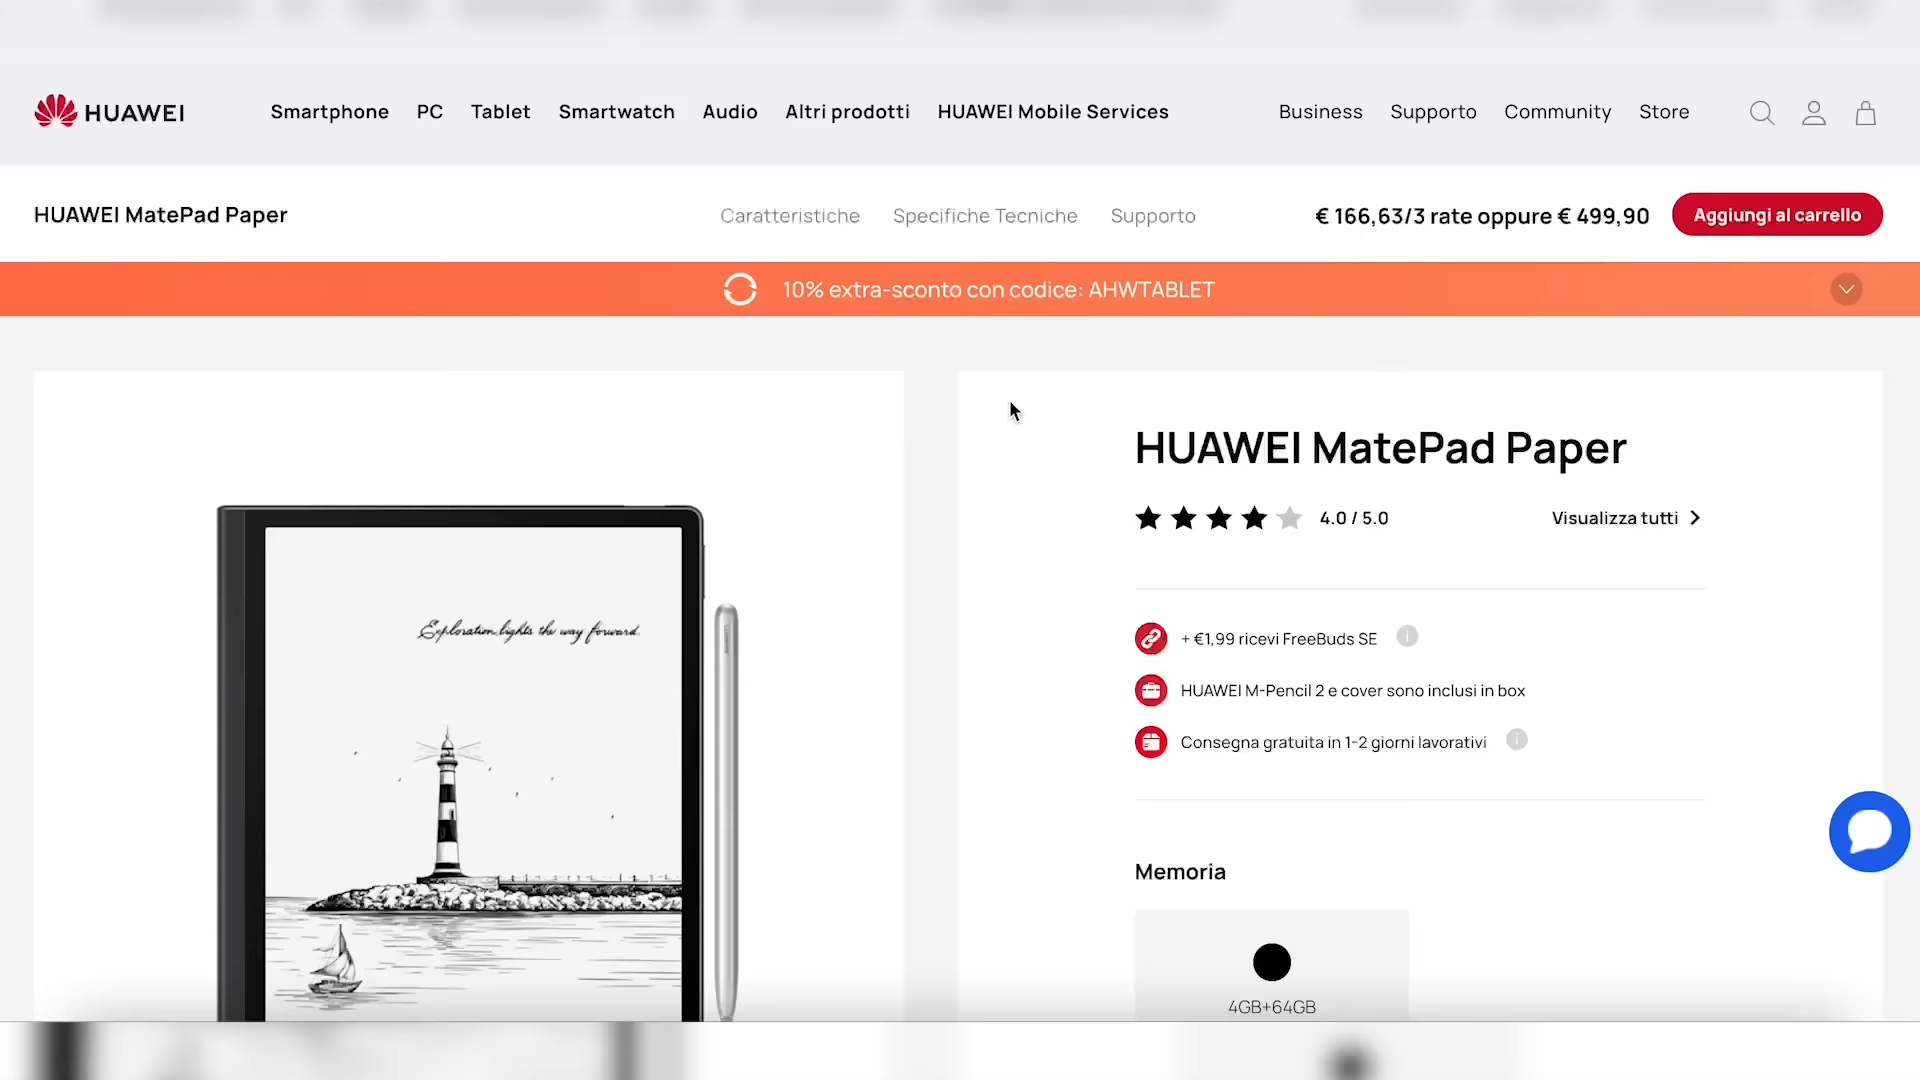 HUAWEI
Smartphone PC Tablet Smartwatch Audio Altri prodotti HUAWEI Mobile Services Business Supporto Community Store
HUAWEI MatePad Paper
Caratteristiche Specifiche Tecniche Supporto
€ 166,63/3 rate oppure € 499,90
Aggiungi al carrello
10% extra-sconto con codice: AHWTABLET
Exploration lights the way forward.
HUAWEI MatePad Paper
4.0 / 5.0
Visualizza tutti
+ €1,99 ricevi FreeBuds SE
HUAWEI M-Pencil 2 e cover sono inclusi in box
Consegna gratuita in 1-2 giorni lavorativi
Memoria
4GB+64GB